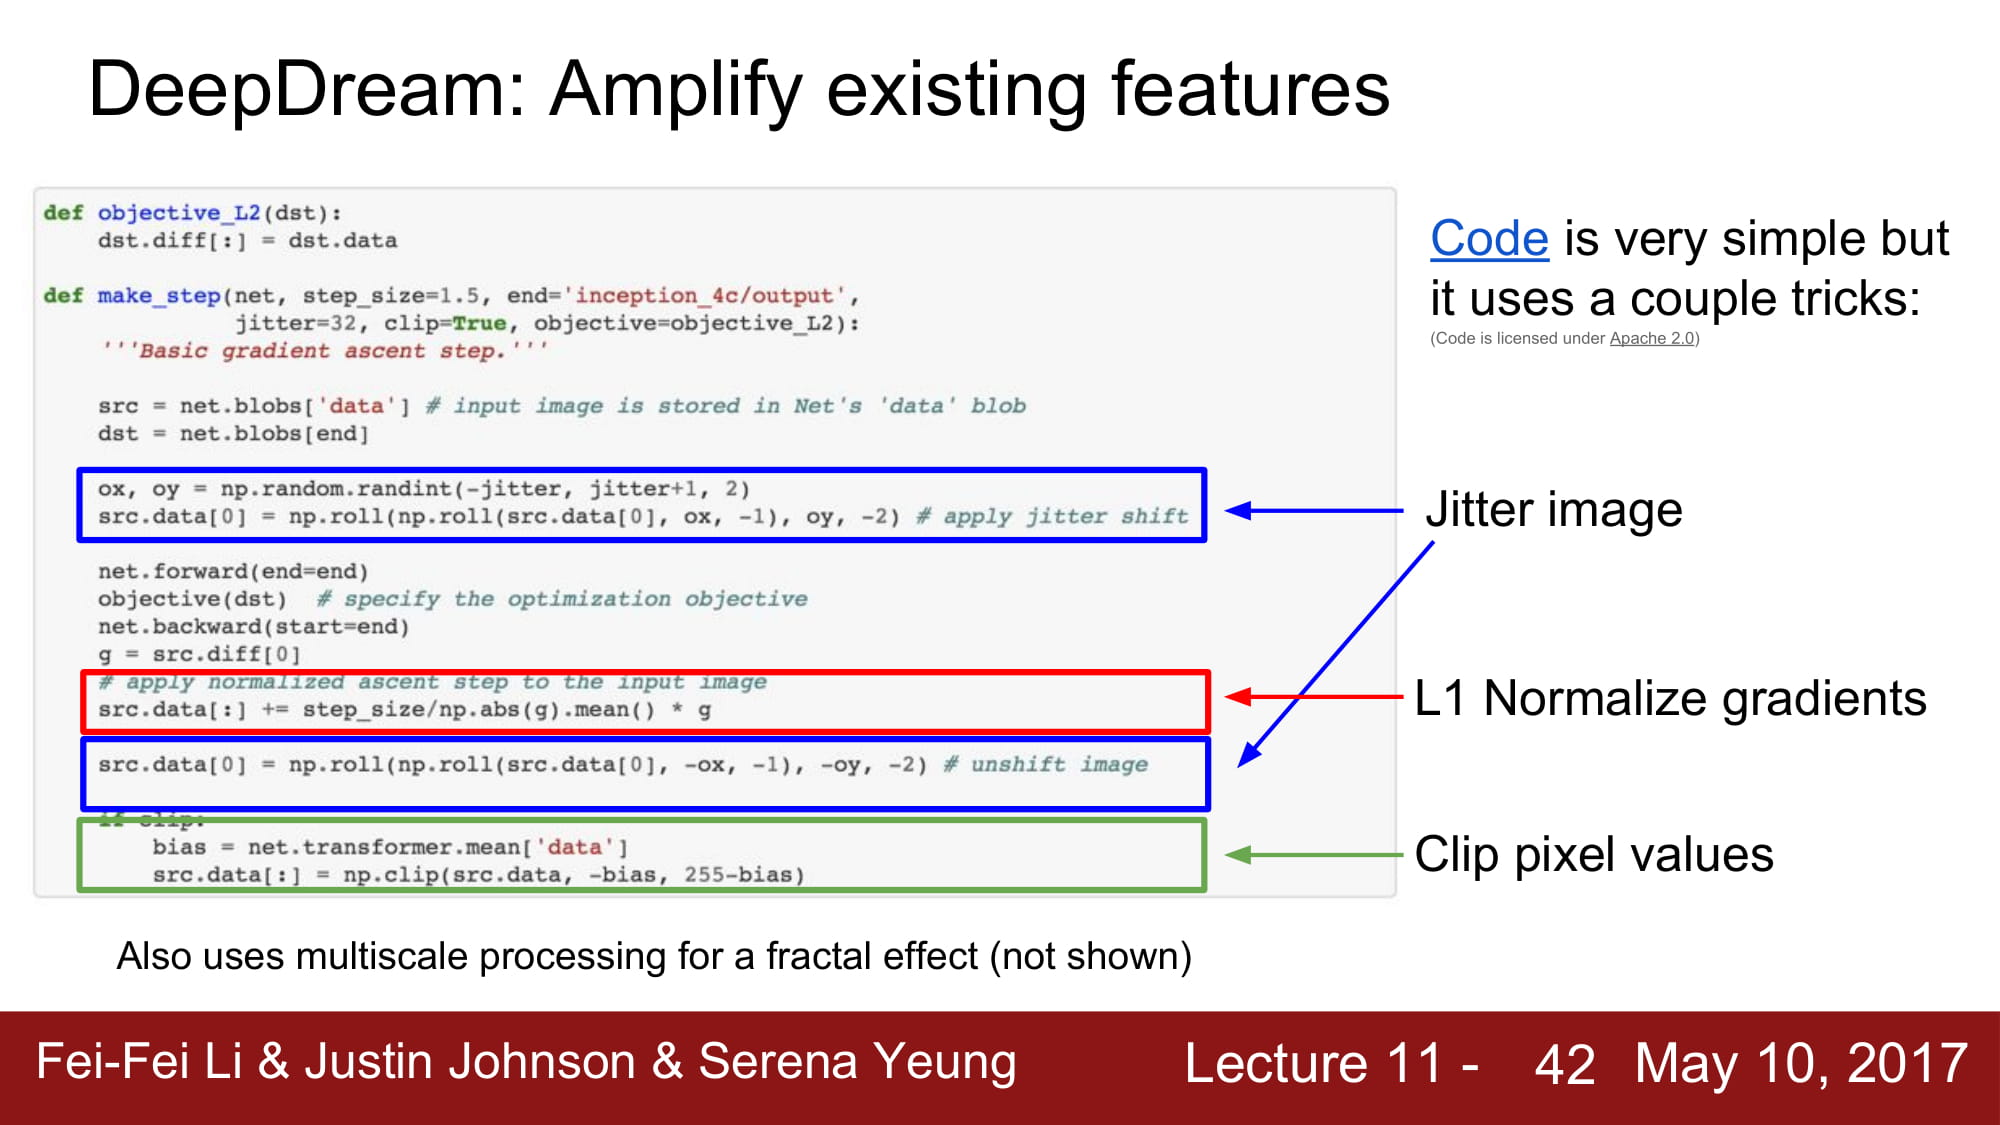 DeepDream: Amplify existing features
def objective_L2(dst):
    dst.diff[:] = dst.data
def make_step(net, step_size=1.5, end='inception_4c/output',
              jitter=32, clip=True, objective=objective_L2):
    '''Basic gradient ascent step.'''
    src = net.blobs['data'] # input image is stored in Net's 'data' blob
    dst = net.blobs[end]
    ox, oy = np.random.randint(-jitter, jitter+1, 2)
    src.data[0] = np.roll(np.roll(src.data[0], ox, -1), oy, -2) # apply jitter shift
    net.forward(end=end)
    objective(dst)  # specify the optimization objective
    net.backward(start=end)
    g = src.diff[0]
    # apply normalized ascent step to the input image
    src.data[:] += step_size/np.abs(g).mean() * g
    src.data[0] = np.roll(np.roll(src.data[0], -ox, -1), -oy, -2) # unshift image
    if clip:
        bias = net.transformer.mean['data']
        src.data[:] = np.clip(src.data, -bias, 255-bias)
Code is very simple but
it uses a couple tricks:
(Code is licensed under Apache 2.0)
Jitter image
L1 Normalize gradients
Clip pixel values
Also uses multiscale processing for a fractal effect (not shown)
Fei-Fei Li & Justin Johnson & Serena Yeung
Lecture 11 - 42 May 10, 2017